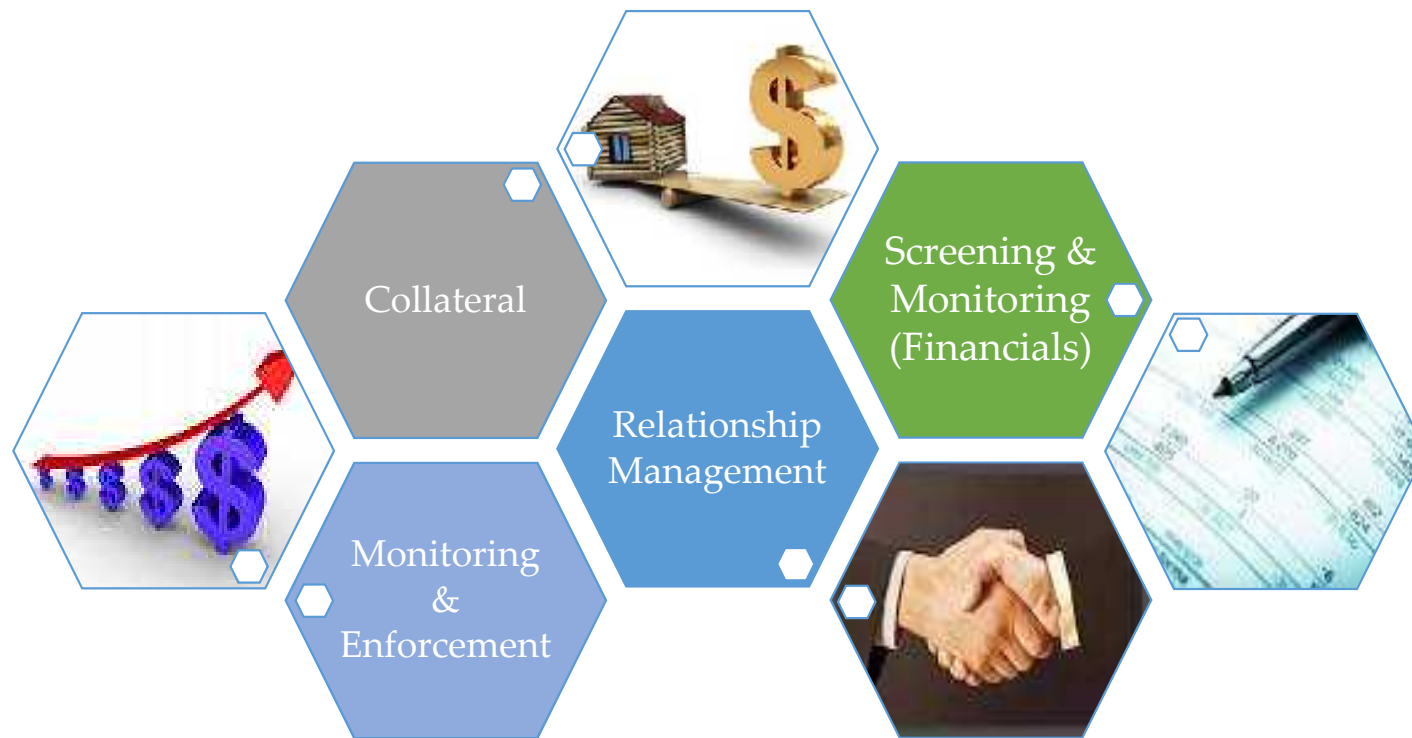 Collateral
Screening &
Monitoring
(Financials)
Relationship
Management
Monitoring
&
Enforcement